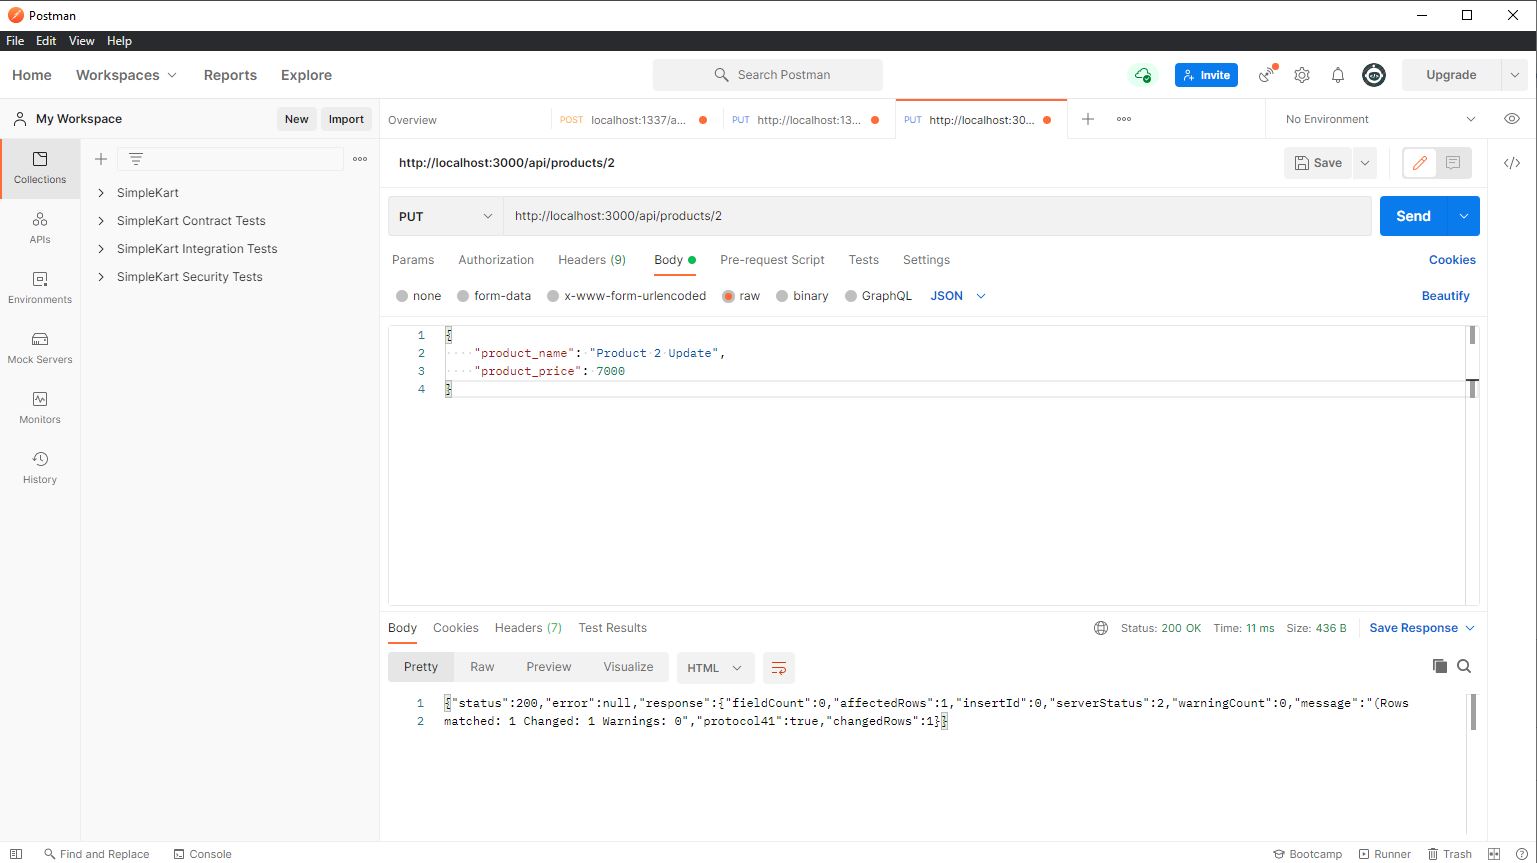 Postman
File Edit View Help
Home Workspaces Reports Explore Search Postman Invite Upgrade
My Workspace New Import Overview POST localhost:1337/a... PUT http://localhost:13... PUT http://localhost:30... No Environment
http://localhost:3000/api/products/2 Save
Collections
APIs
Environments
Mock Servers
Monitors
History
SimpleKart
SimpleKart Contract Tests
SimpleKart Integration Tests
SimpleKart Security Tests
PUT http://localhost:3000/api/products/2 Send
Params Authorization Headers (9) Body Pre-request Script Tests Settings Cookies
none form-data x-www-form-urlencoded raw binary GraphQL JSON Beautify
1 {
2 "product_name": "Product 2 Update",
3 "product_price": 7000
4 }
Body Cookies Headers (7) Test Results Status: 200 OK Time: 11 ms Size: 436 B Save Response
Pretty Raw Preview Visualize HTML
1 {"status":200,"error":null,"response":{"fieldCount":0,"affectedRows":1,"insertId":0,"serverStatus":2,"warningCount":0,"message":"(Rows
2 matched: 1 Changed: 1 Warnings: 0","protocol41":true,"changedRows":1}}
Find and Replace Console Bootcamp Runner Trash